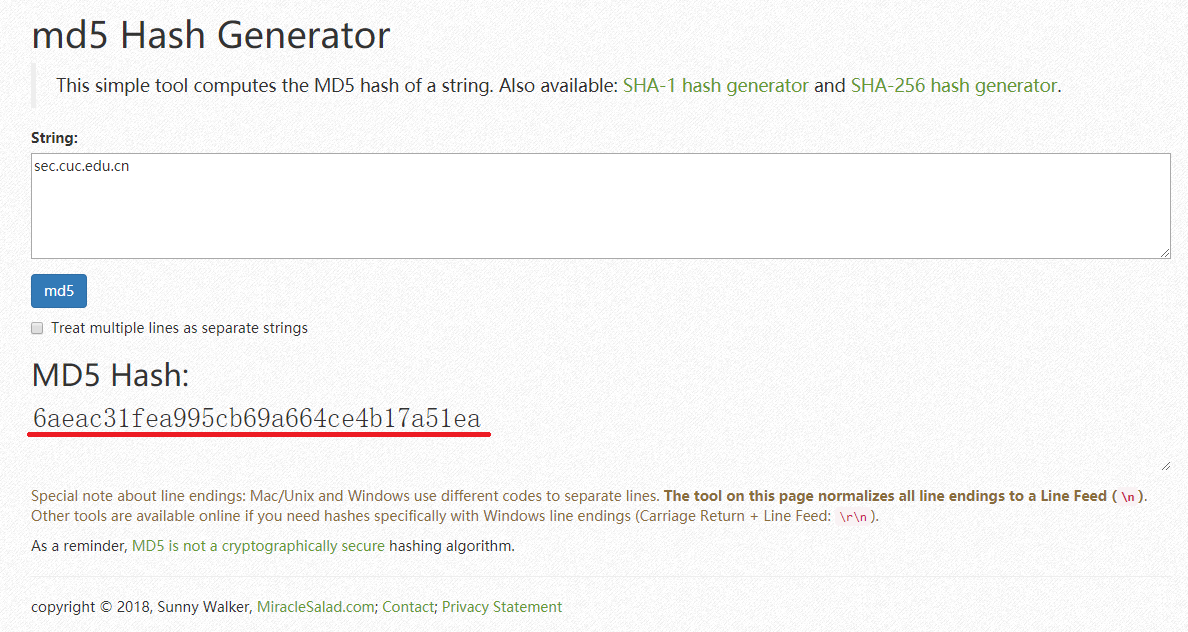 md5 Hash Generator
This simple tool computes the MD5 hash of a string. Also available: SHA-1 hash generator and SHA-256 hash generator.
String:
sec.cuc.edu.cn
md5
Treat multiple lines as separate strings
MD5 Hash:
6aeac31fea995cb69a664ce4b17a51ea
Special note about line endings: Mac/Unix and Windows use different codes to separate lines. The tool on this page normalizes all line endings to a Line Feed ( \n ).
Other tools are available online if you need hashes specifically with Windows line endings (Carriage Return + Line Feed: \r\n ).
As a reminder, MD5 is not a cryptographically secure hashing algorithm.
copyright © 2018, Sunny Walker, MiracleSalad.com; Contact; Privacy Statement